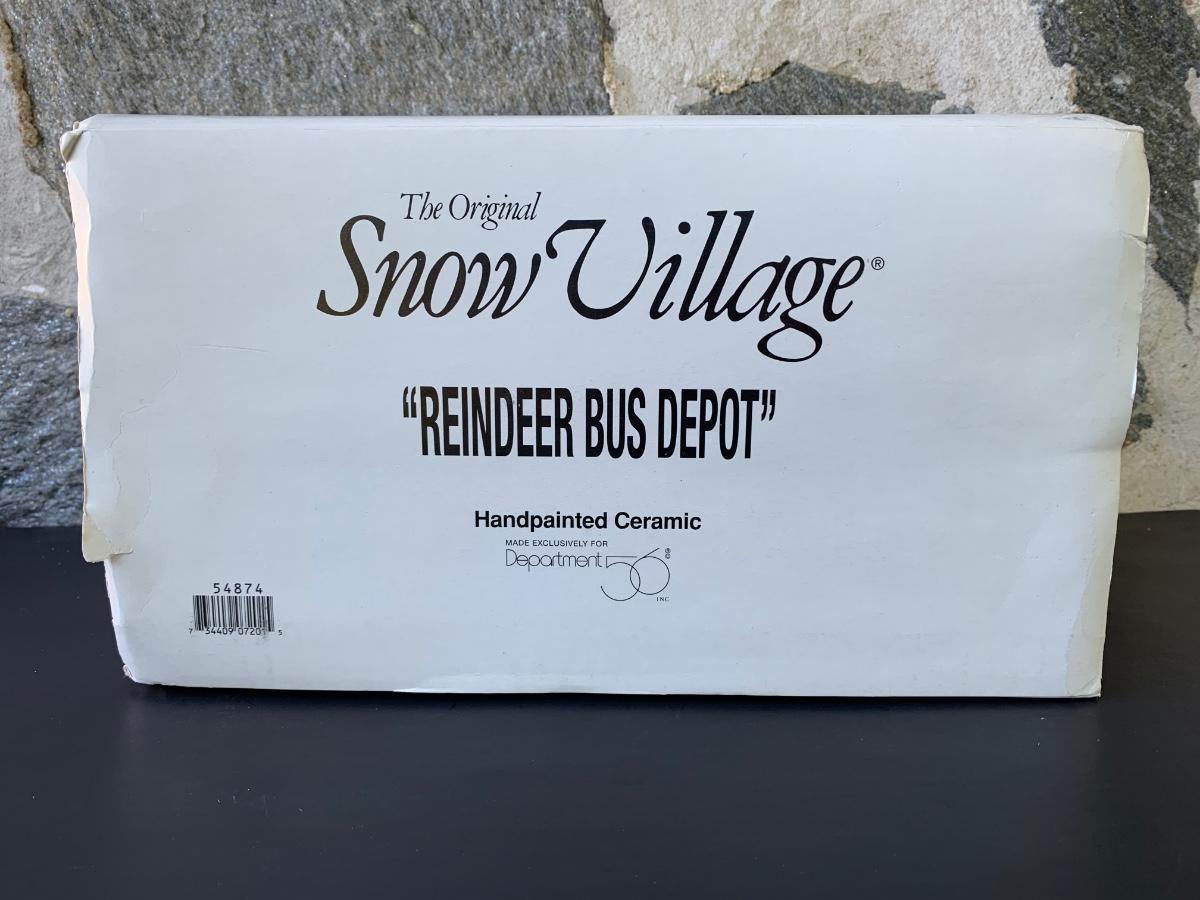 The Original
Snow Village®
“REINDEER BUS DEPOT”
Handpainted Ceramic
MADE EXCLUSIVELY FOR
Department 56®
INC
54874
7 34409 07201 5